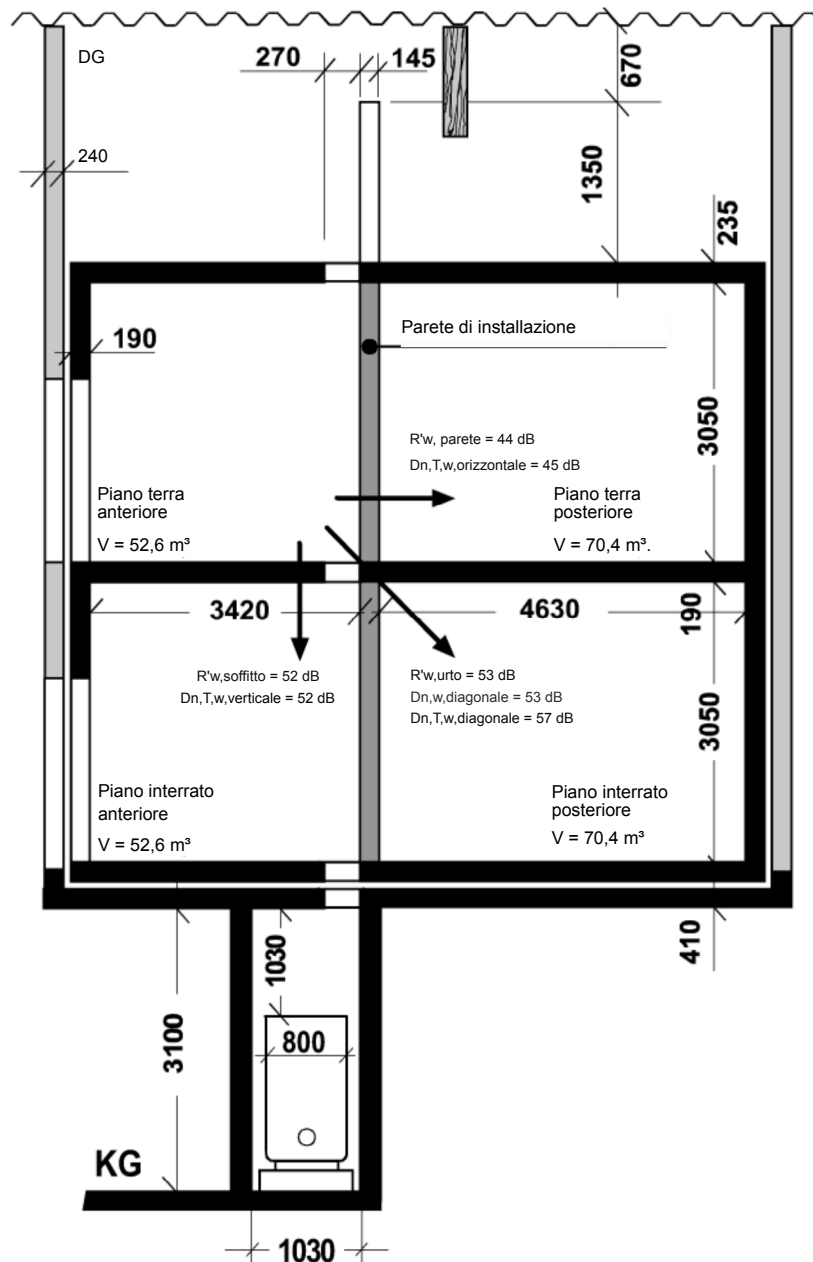 DG
270
145
670
240
1350
235
190
Parete di installazione
3050
R'w, parete = 44 dB
Dn,T,w,orizzontale = 45 dB
Piano terra
anteriore
V = 52,6 m³
Piano terra
posteriore
V = 70,4 m³.
3420
4630
190
R'w,soffitto = 52 dB
Dn,T,w,verticale = 52 dB
R'w,urto = 53 dB
Dn,w,diagonale = 53 dB
Dn,T,w,diagonale = 57 dB
3050
Piano interrato
anteriore
V = 52,6 m³
Piano interrato
posteriore
V = 70,4 m³
410
1030
3100
800
KG
1030